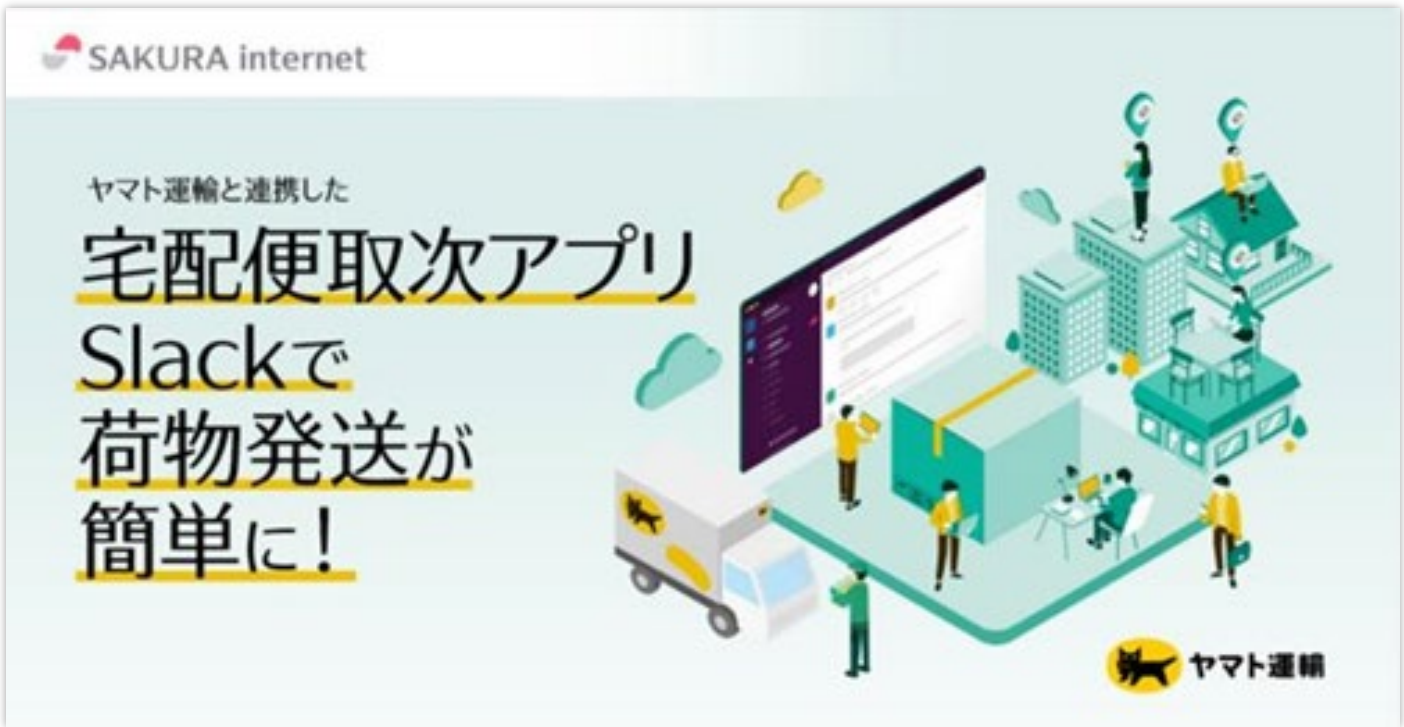 SAKURA internet
ヤマト運輸と連携した
宅配便取次アプリ
Slackで
荷物発送が
簡単に!
ヤマト運輸